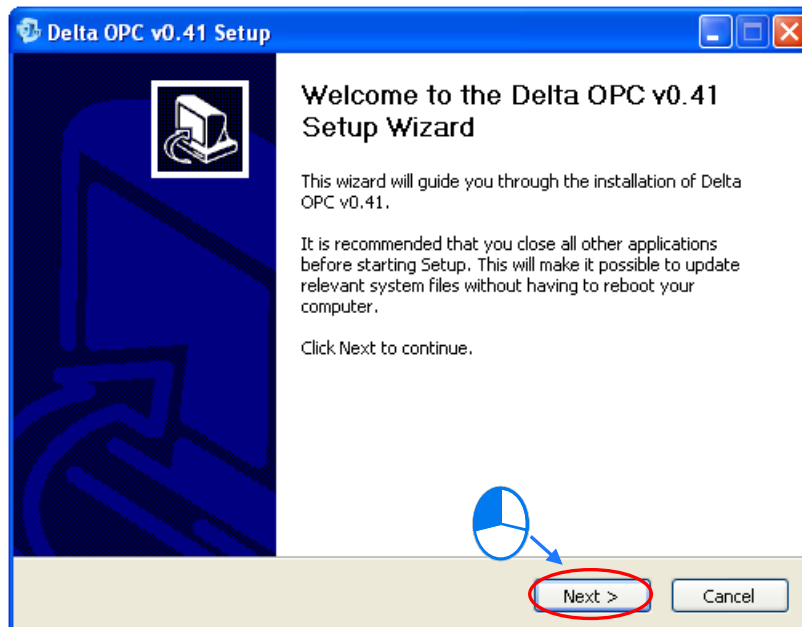 Delta OPC v0.41 Setup
Welcome to the Delta OPC v0.41
Setup Wizard
This wizard will guide you through the installation of Delta
OPC v0.41.
It is recommended that you close all other applications
before starting Setup. This will make it possible to update
relevant system files without having to reboot your
computer.
Click Next to continue.
Next >
Cancel